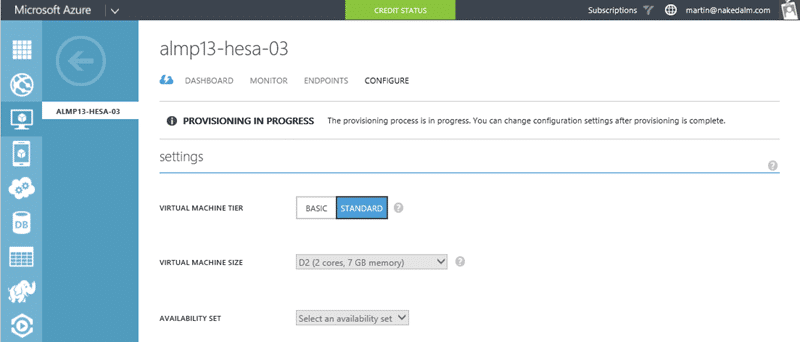 Microsoft Azure
CREDIT STATUS
Subscriptions
martin@nakedalm.com
ALMP13-HESA-03
almp13-hesa-03
DASHBOARD MONITOR ENDPOINTS CONFIGURE
PROVISIONING IN PROGRESS The provisioning process is in progress. You can change configuration settings after provisioning is complete.
settings
?
VIRTUAL MACHINE TIER BASIC STANDARD ?
VIRTUAL MACHINE SIZE D2 (2 cores, 7 GB memory) ?
DB
AVAILABILITY SET Select an availability set